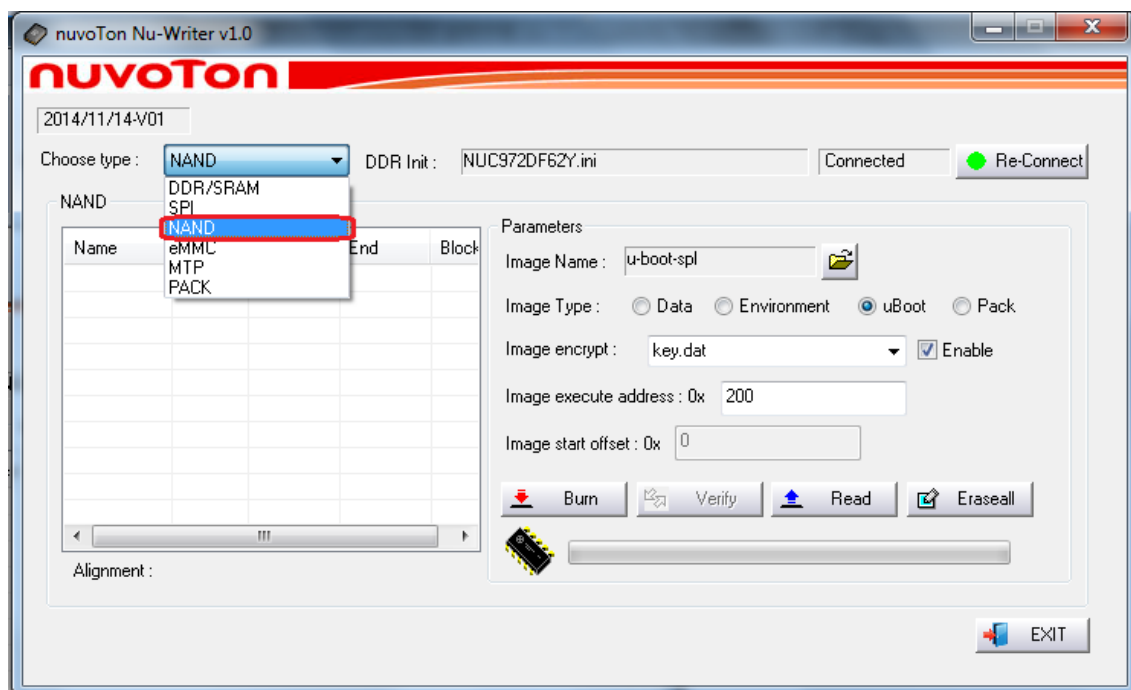 nuvoTon Nu-Writer v1.0
nuvoTon
2014/11/14-V01
Choose type : NAND DDR Init : NUC972DF62Y.ini Connected Re-Connect
DDR/SRAM
SPI
NAND
eMMC
MTP
PACK
NAND
Name End Block
Alignment :
Parameters
Image Name : u-boot-spl
Image Type : Data Environment uBoot Pack
Image encrypt : key.dat Enable
Image execute address : 0x 200
Image start offset : 0x 0
Burn Verify Read Eraseall
EXIT